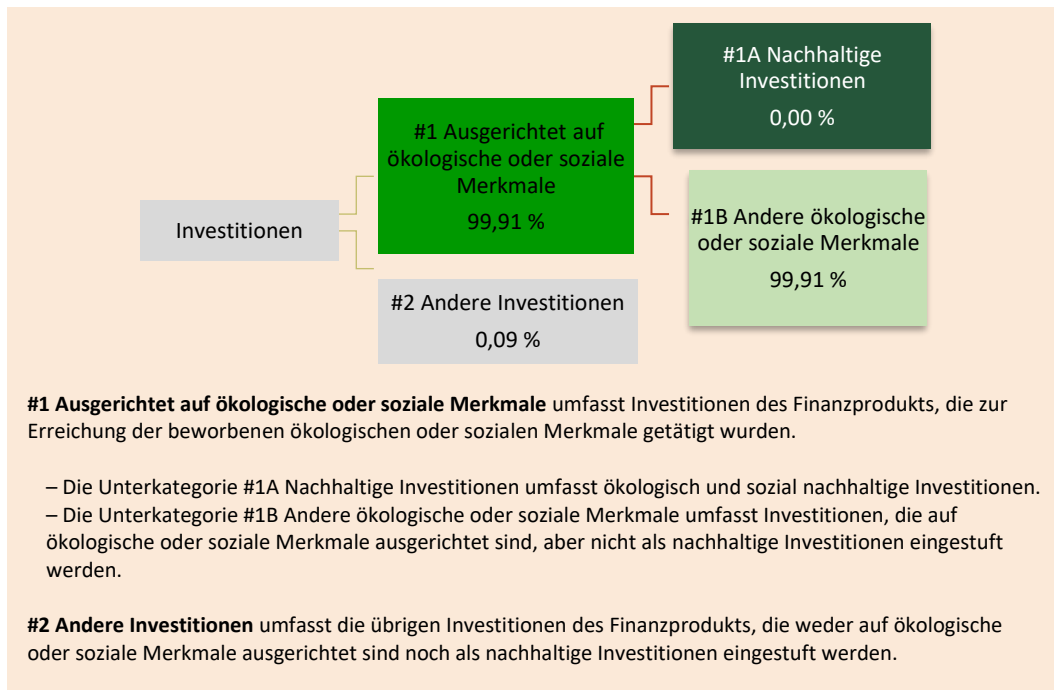 #1A Nachhaltige
Investitionen
0,00 %
#1 Ausgerichtet auf
ökologische oder soziale
Merkmale
99,91 %
Investitionen
#1B Andere ökologische
oder soziale Merkmale
99,91 %
#2 Andere Investitionen
0,09 %
#1 Ausgerichtet auf ökologische oder soziale Merkmale umfasst Investitionen des Finanzprodukts, die zur
Erreichung der beworbenen ökologischen oder sozialen Merkmale getätigt wurden.
– Die Unterkategorie #1A Nachhaltige Investitionen umfasst ökologisch und sozial nachhaltige Investitionen.
– Die Unterkategorie #1B Andere ökologische oder soziale Merkmale umfasst Investitionen, die auf
ökologische oder soziale Merkmale ausgerichtet sind, aber nicht als nachhaltige Investitionen eingestuft
werden.
#2 Andere Investitionen umfasst die übrigen Investitionen des Finanzprodukts, die weder auf ökologische
oder soziale Merkmale ausgerichtet sind noch als nachhaltige Investitionen eingestuft werden.